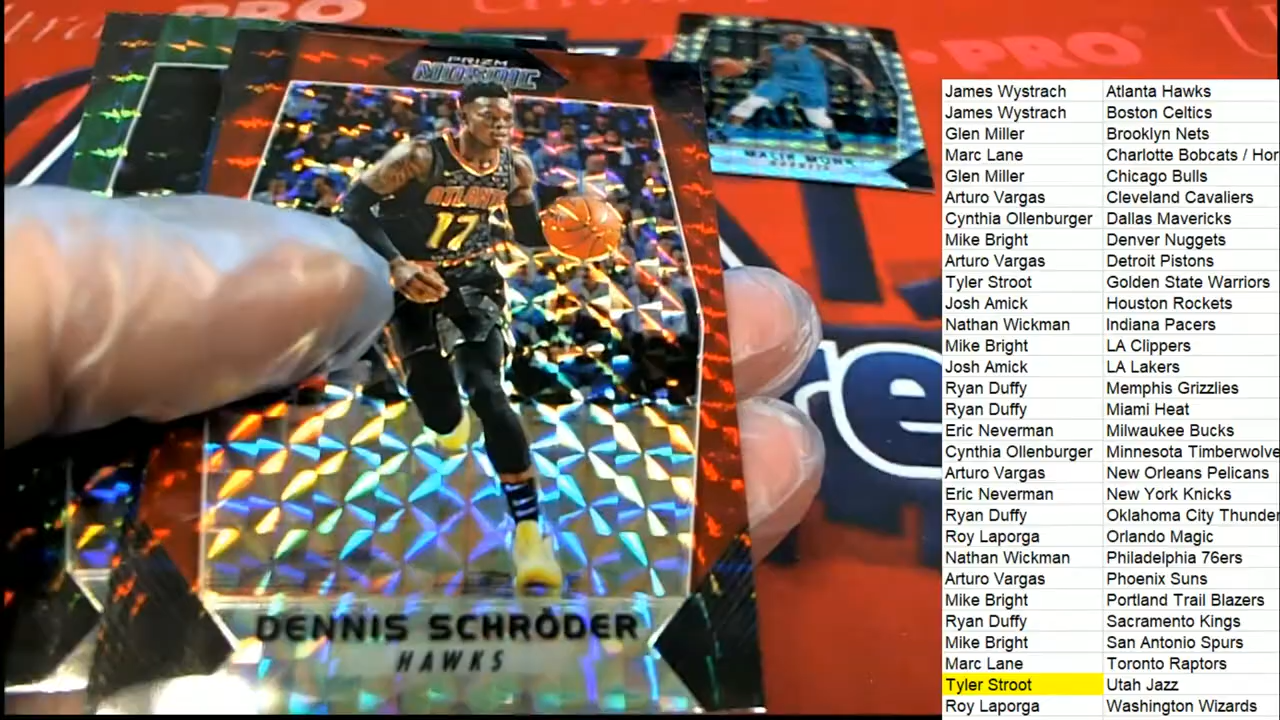 PRO
PRO
PRIZM
MOSAIC
ATLANTA
17
DENNIS SCHRÖDER
HAWKS
MALIK MONK
HORNETS
James Wystrach Atlanta Hawks
James Wystrach Boston Celtics
Glen Miller Brooklyn Nets
Marc Lane Charlotte Bobcats / Hor
Glen Miller Chicago Bulls
Arturo Vargas Cleveland Cavaliers
Cynthia Ollenburger Dallas Mavericks
Mike Bright Denver Nuggets
Arturo Vargas Detroit Pistons
Tyler Stroot Golden State Warriors
Josh Amick Houston Rockets
Nathan Wickman Indiana Pacers
Mike Bright LA Clippers
Josh Amick LA Lakers
Ryan Duffy Memphis Grizzlies
Ryan Duffy Miami Heat
Eric Neverman Milwaukee Bucks
Cynthia Ollenburger Minnesota Timberwolve
Arturo Vargas New Orleans Pelicans
Eric Neverman New York Knicks
Ryan Duffy Oklahoma City Thunder
Roy Laporga Orlando Magic
Nathan Wickman Philadelphia 76ers
Arturo Vargas Phoenix Suns
Mike Bright Portland Trail Blazers
Ryan Duffy Sacramento Kings
Mike Bright San Antonio Spurs
Marc Lane Toronto Raptors
Tyler Stroot Utah Jazz
Roy Laporga Washington Wizards